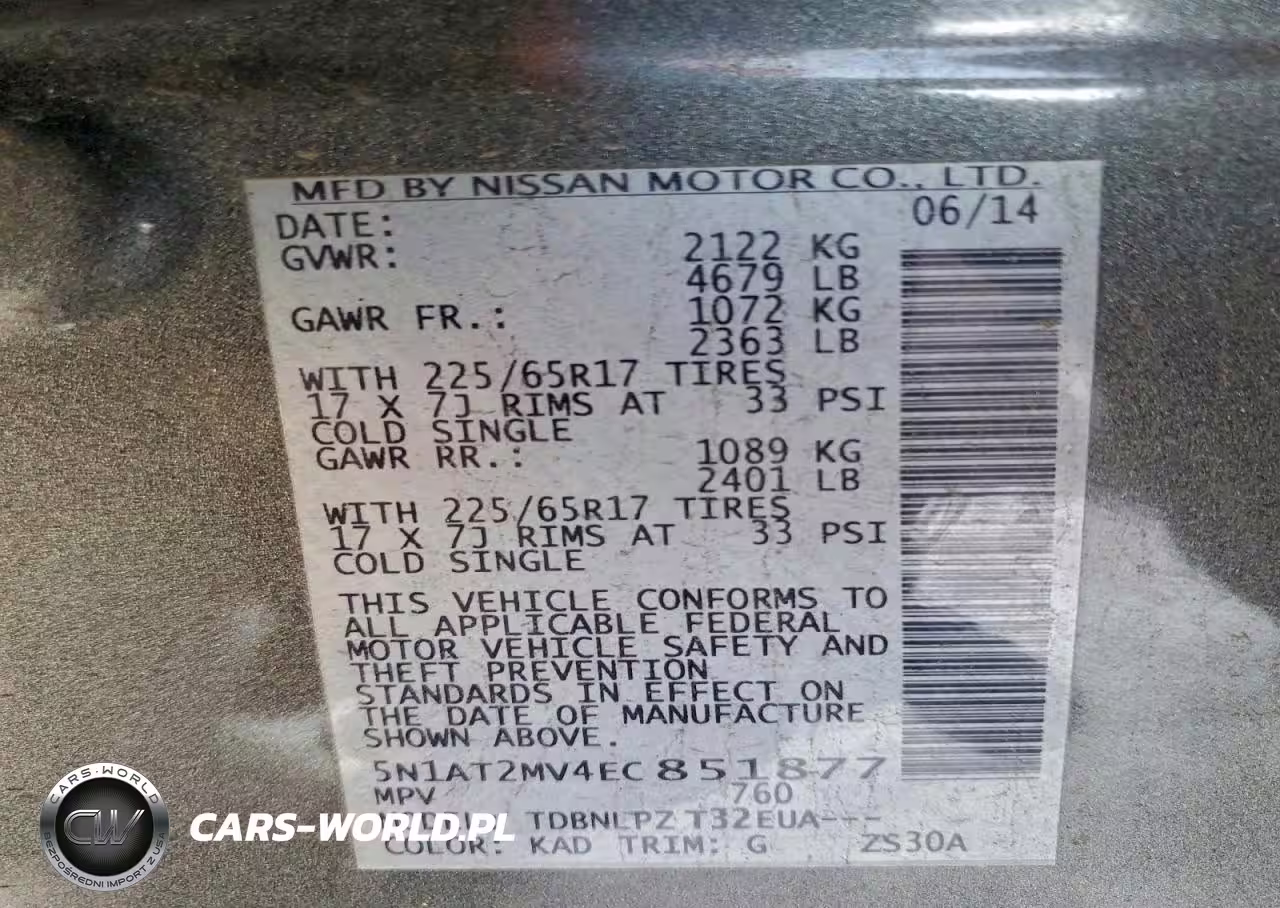 MFD BY NISSAN MOTOR CO., LTD.
DATE: 06/14
GVWR: 2122 KG
4679 LB
GAWR FR.: 1072 KG
2363 LB
WITH 225/65R17 TIRES
17 X 7J RIMS AT 33 PSI
COLD SINGLE
GAWR RR.: 1089 KG
2401 LB
WITH 225/65R17 TIRES
17 X 7J RIMS AT 33 PSI
COLD SINGLE
THIS VEHICLE CONFORMS TO
ALL APPLICABLE FEDERAL
MOTOR VEHICLE SAFETY AND
THEFT PREVENTION
STANDARDS IN EFFECT ON
THE DATE OF MANUFACTURE
SHOWN ABOVE.
5N1AT2MV4EC851877
MPV 760
TDBNLPZ T32EUA---
COLOR: KAD TRIM: G ZS30A
CARS-WORLD
CW
BEZPOŚREDNI IMPORT Z USA
CARS-WORLD.PL